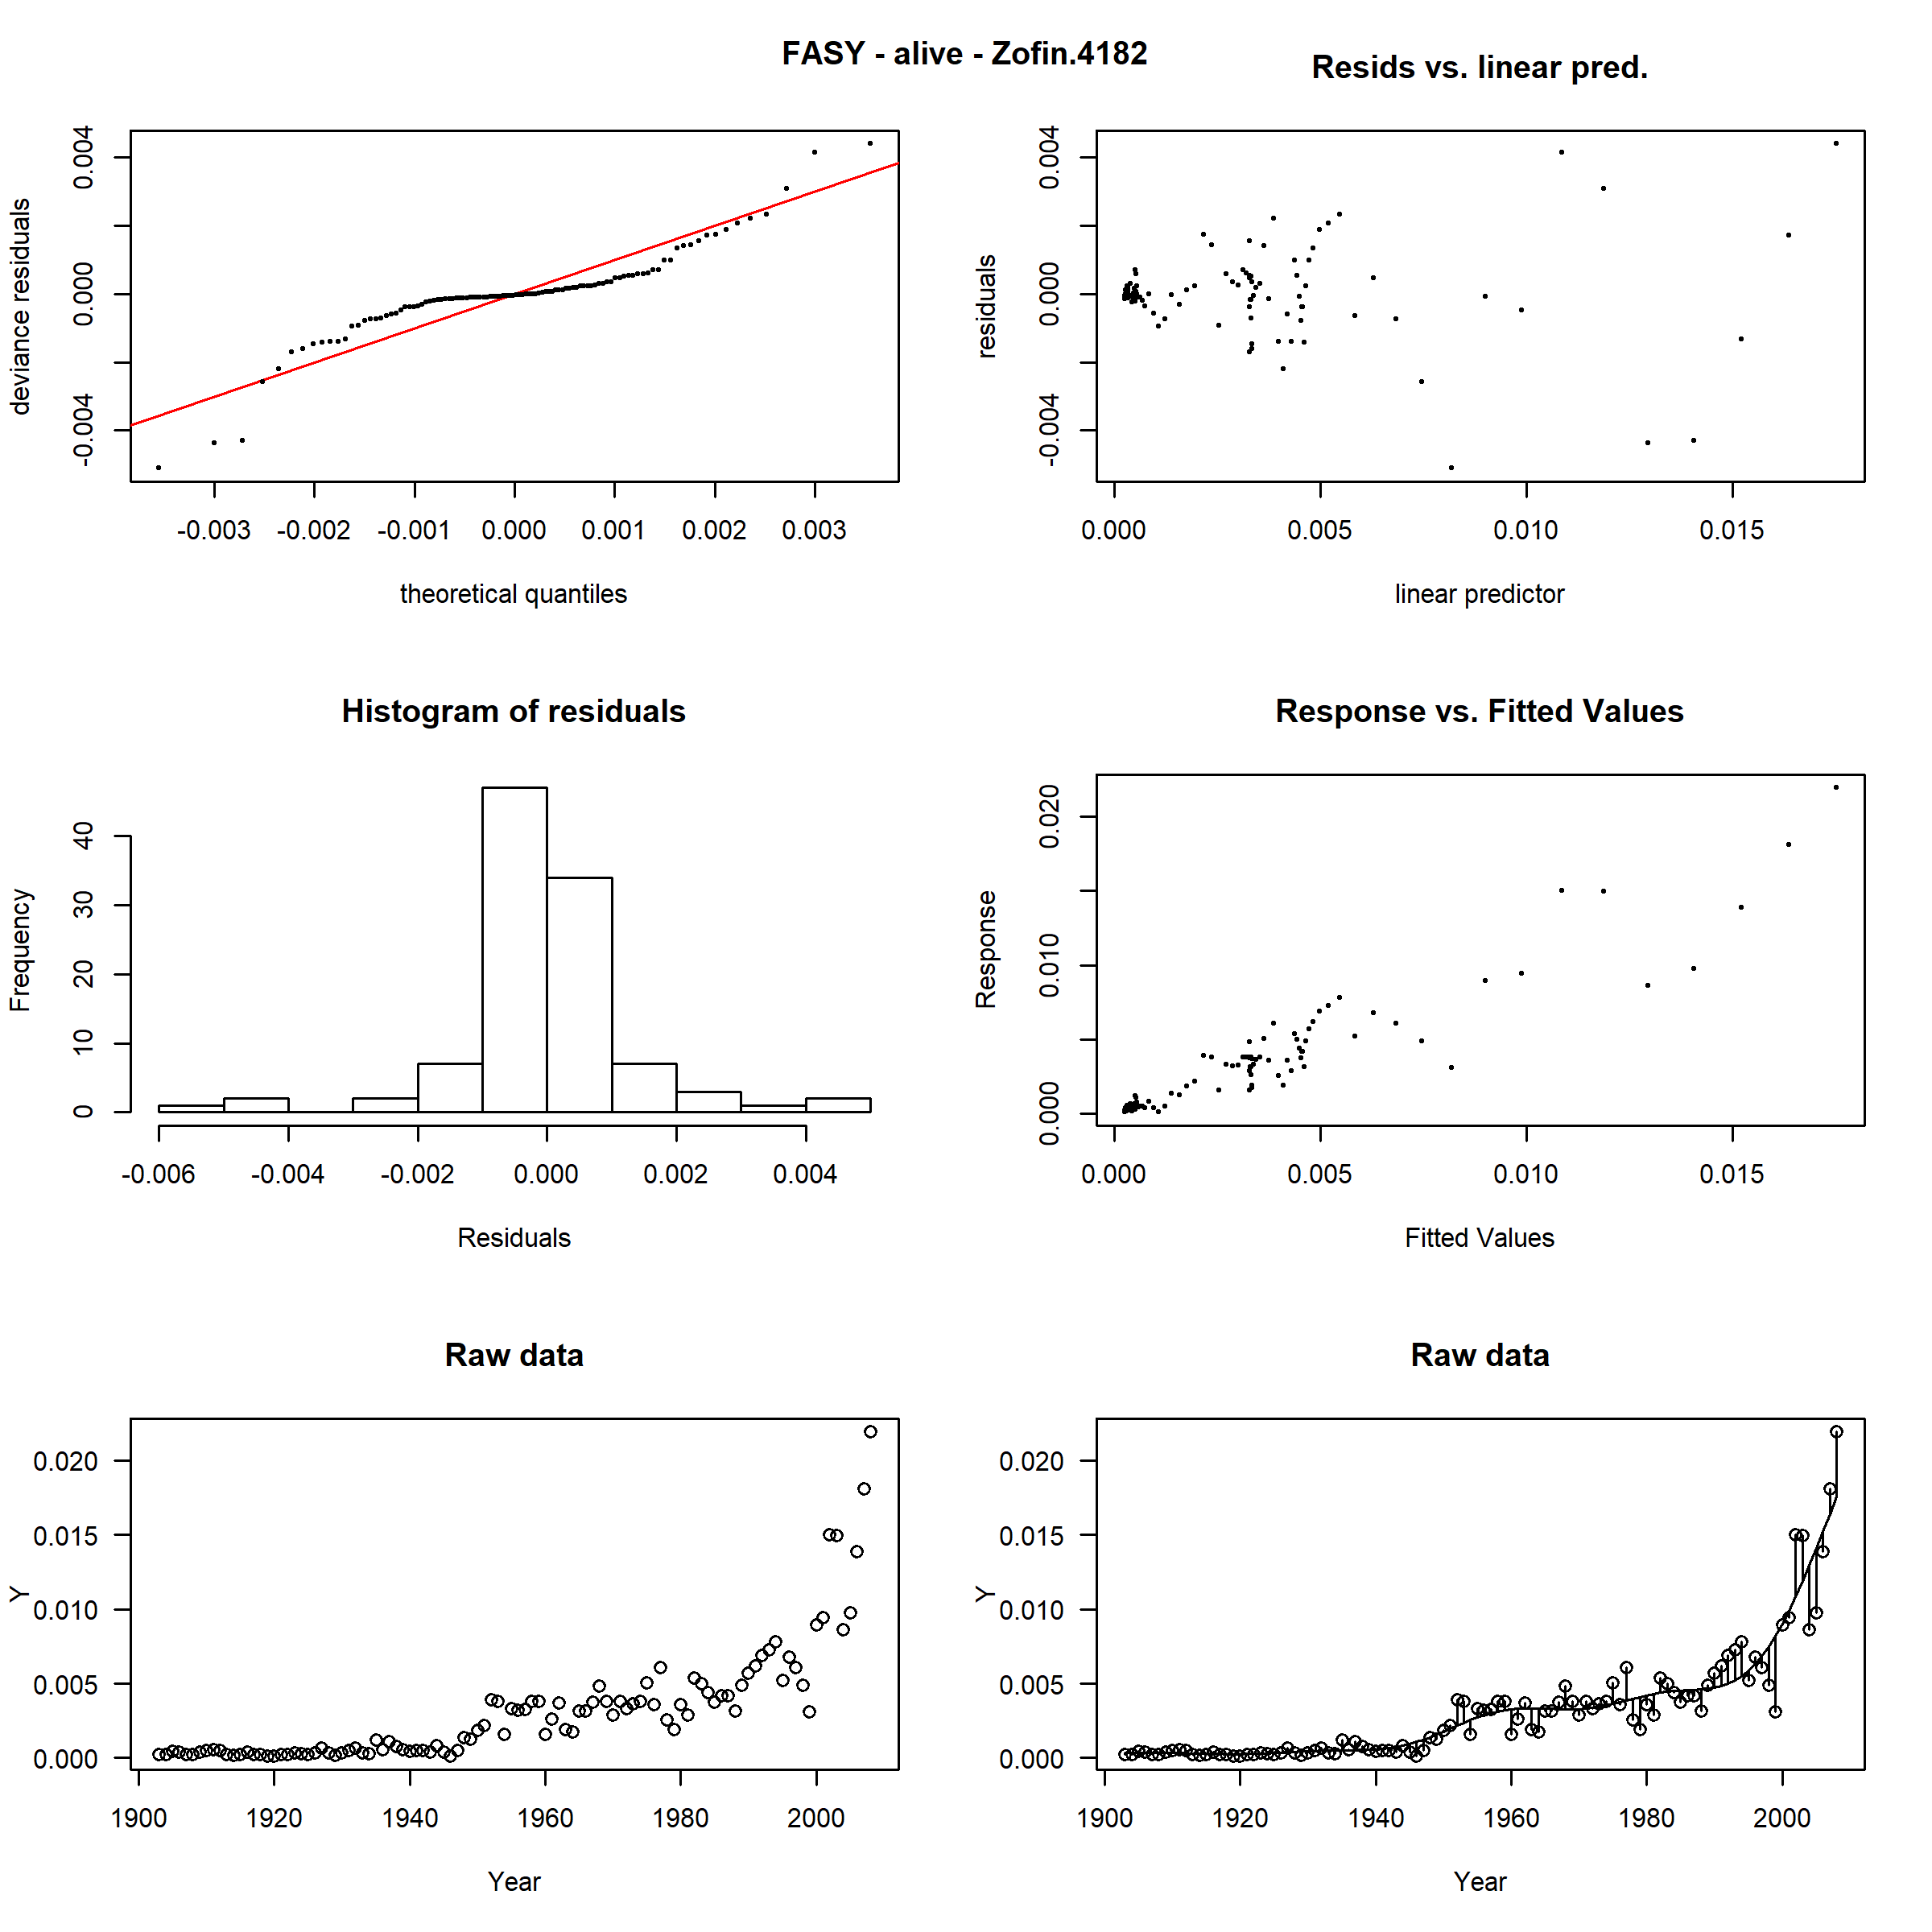 FASY - alive - Zofin.4182
deviance residuals
-0.004 0.000 0.004
-0.003 -0.002 -0.001 0.000 0.001 0.002 0.003
theoretical quantiles
Resids vs. linear pred.
residuals
-0.004 0.000 0.004
0.000 0.005 0.010 0.015
linear predictor
Histogram of residuals
Frequency
0 10 20 30 40
-0.006 -0.004 -0.002 0.000 0.002 0.004
Residuals
Response vs. Fitted Values
Response
0.000 0.010 0.020
0.000 0.005 0.010 0.015
Fitted Values
Raw data
Y
0.020
0.015
0.010
0.005
0.000
1900 1920 1940 1960 1980 2000
Year
Raw data
Y
0.020
0.015
0.010
0.005
0.000
1900 1920 1940 1960 1980 2000
Year